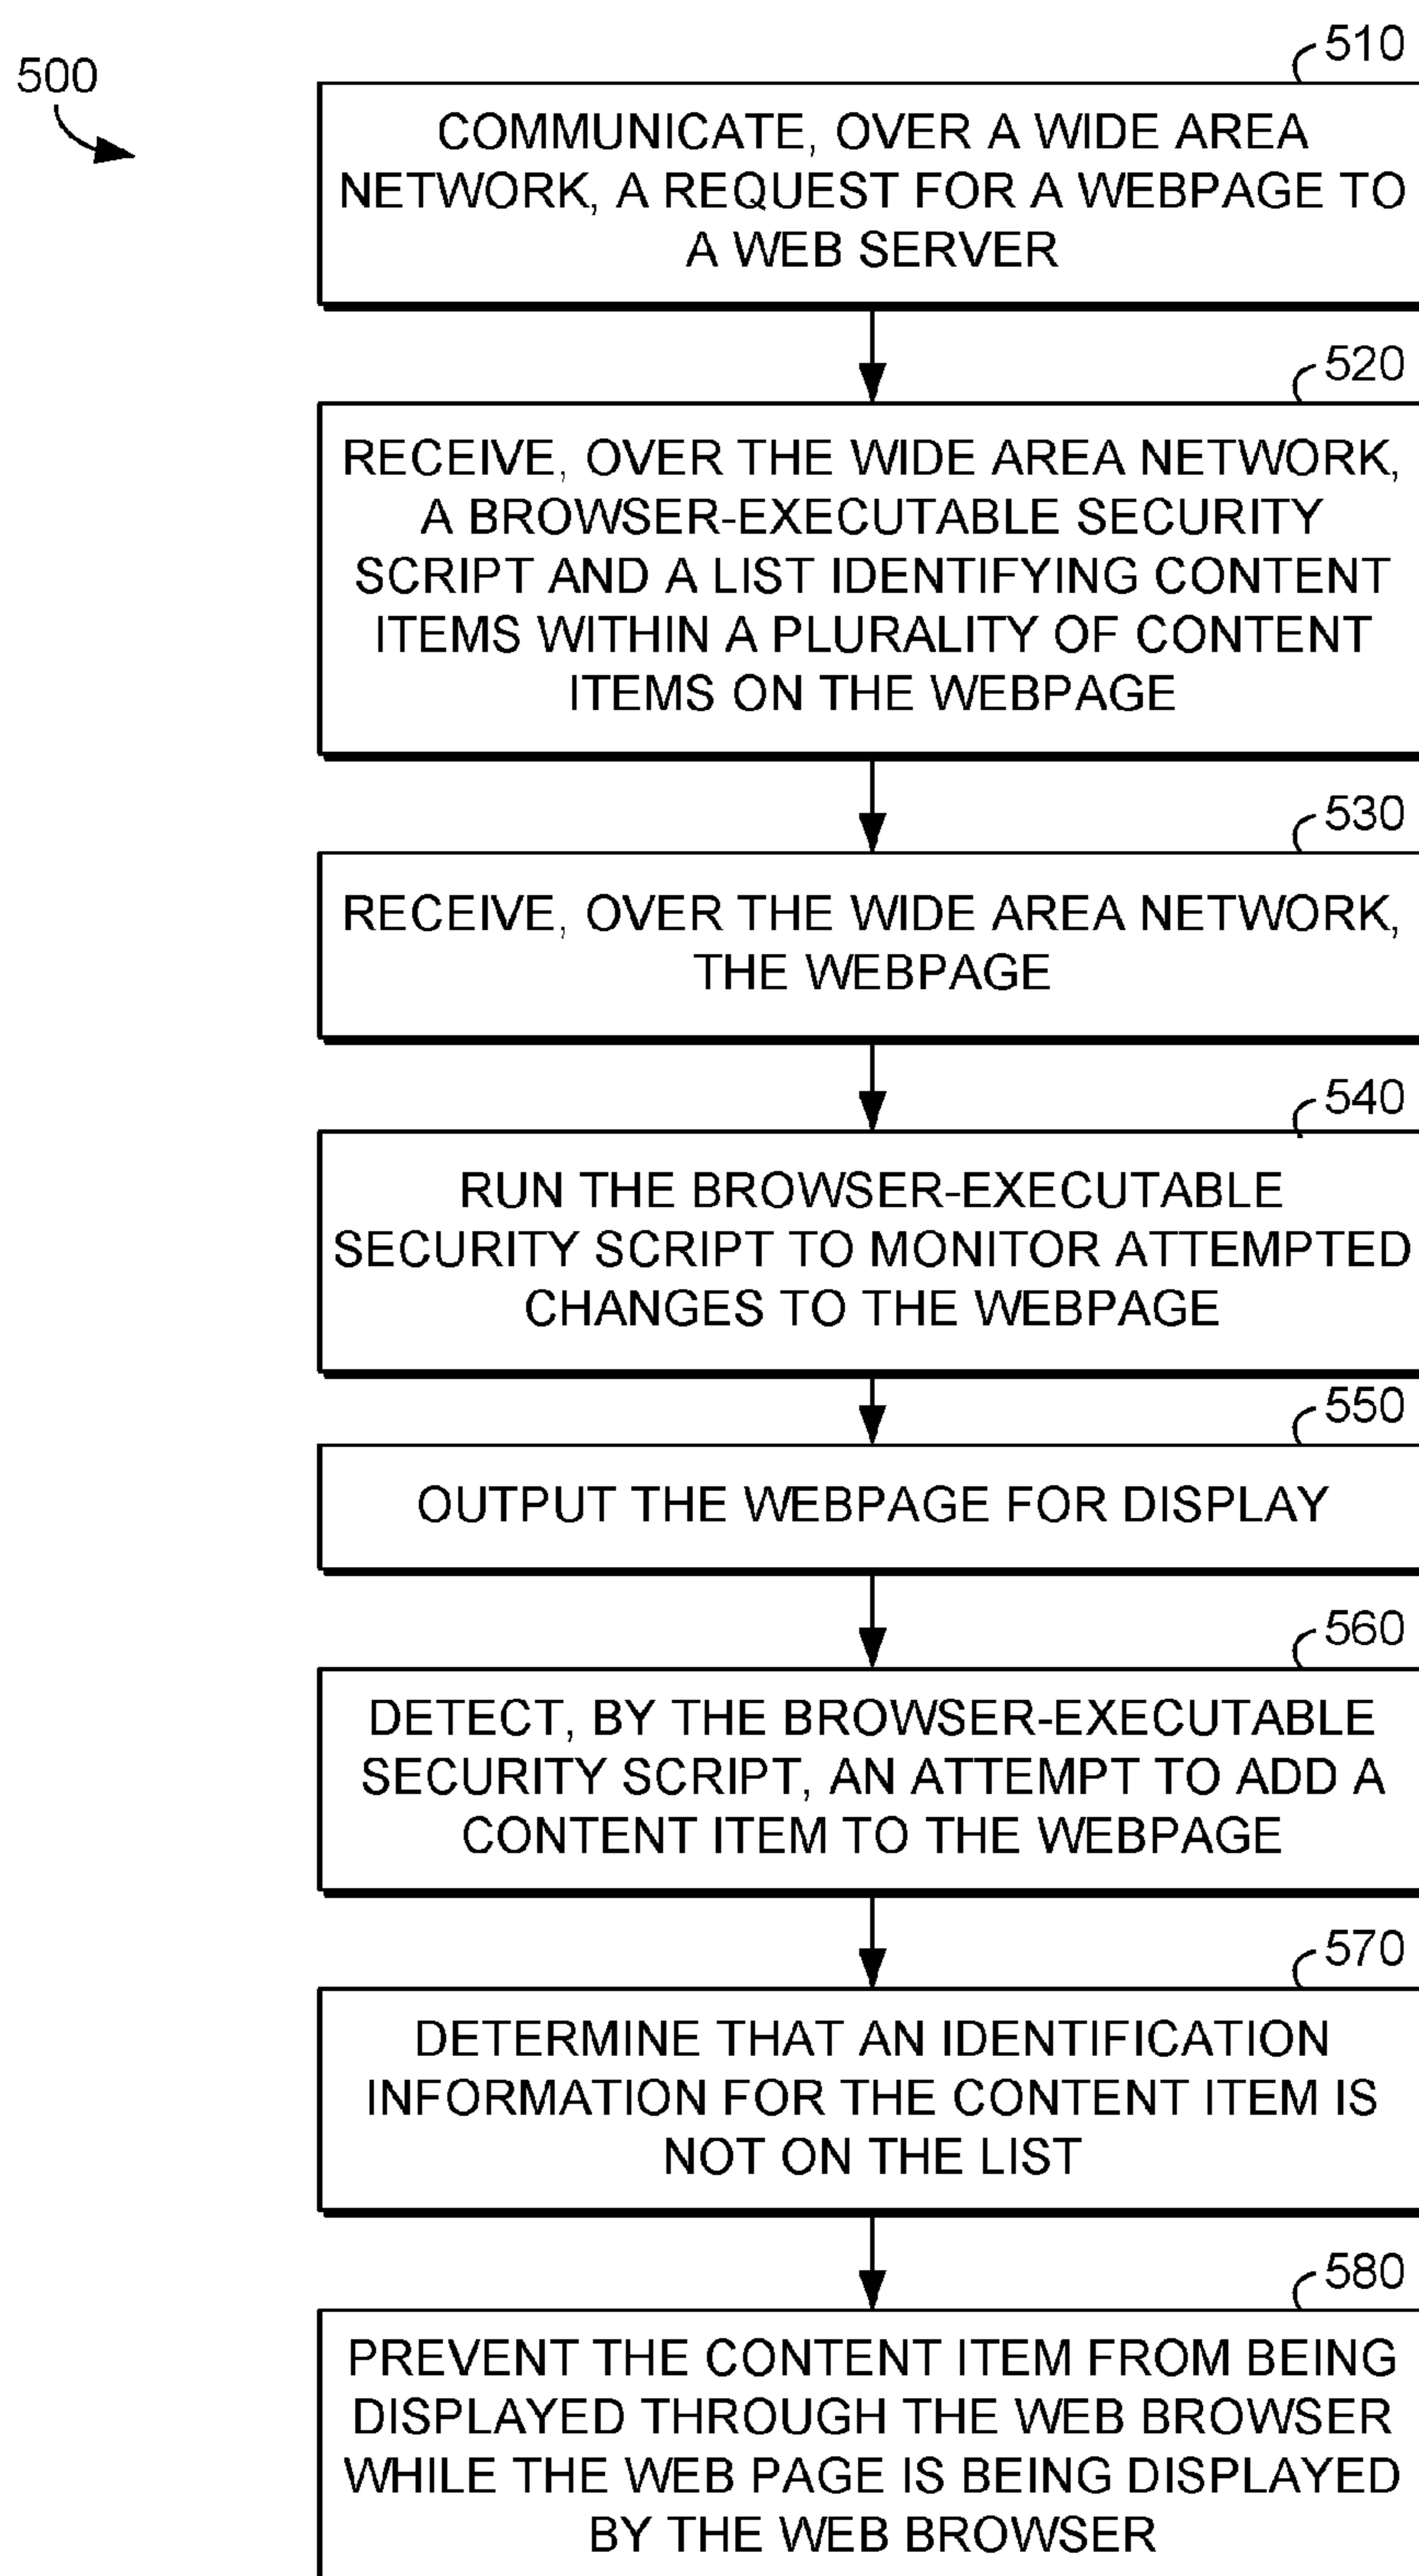 500
510
COMMUNICATE, OVER A WIDE AREA
NETWORK, A REQUEST FOR A WEBPAGE TO
A WEB SERVER
520
RECEIVE, OVER THE WIDE AREA NETWORK,
A BROWSER-EXECUTABLE SECURITY
SCRIPT AND A LIST IDENTIFYING CONTENT
ITEMS WITHIN A PLURALITY OF CONTENT
ITEMS ON THE WEBPAGE
530
RECEIVE, OVER THE WIDE AREA NETWORK,
THE WEBPAGE
540
RUN THE BROWSER-EXECUTABLE
SECURITY SCRIPT TO MONITOR ATTEMPTED
CHANGES TO THE WEBPAGE
550
OUTPUT THE WEBPAGE FOR DISPLAY
560
DETECT, BY THE BROWSER-EXECUTABLE
SECURITY SCRIPT, AN ATTEMPT TO ADD A
CONTENT ITEM TO THE WEBPAGE
570
DETERMINE THAT AN IDENTIFICATION
INFORMATION FOR THE CONTENT ITEM IS
NOT ON THE LIST
580
PREVENT THE CONTENT ITEM FROM BEING
DISPLAYED THROUGH THE WEB BROWSER
WHILE THE WEB PAGE IS BEING DISPLAYED
BY THE WEB BROWSER